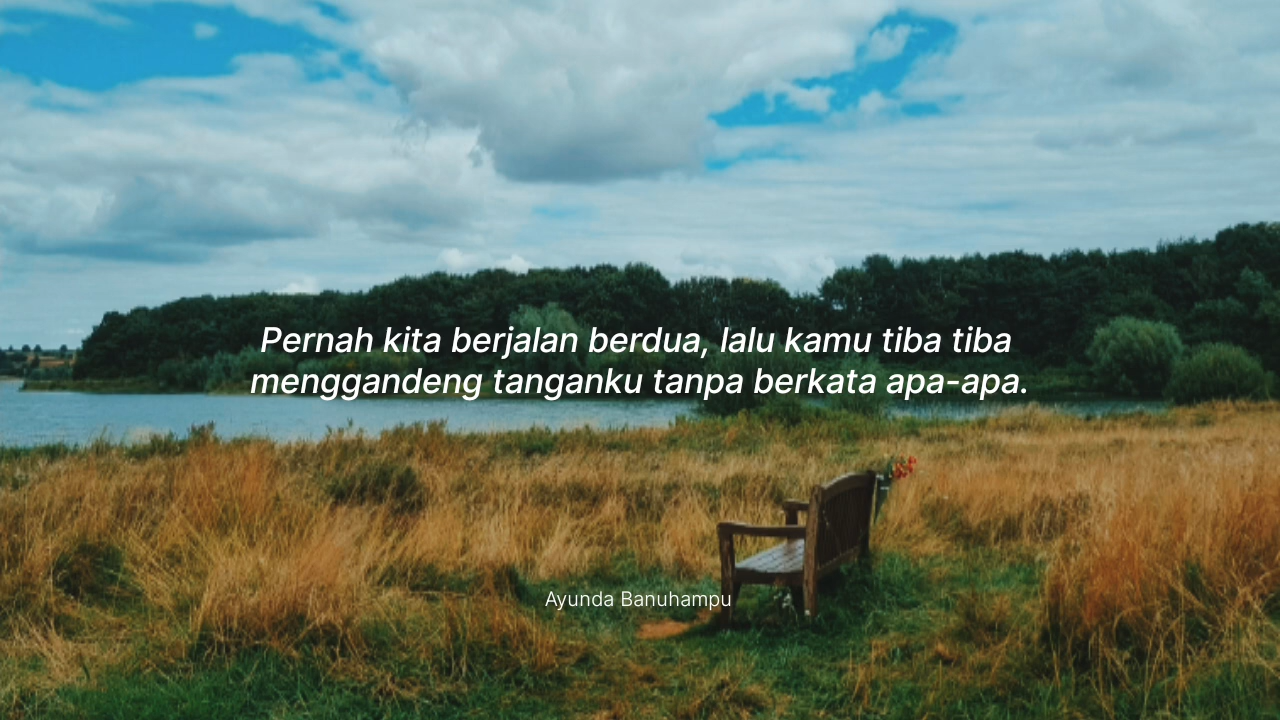 Pernah kita berjalan berdua, lalu kamu tiba tiba
menggandeng tanganku tanpa berkata apa-apa.
Ayunda Banuhampu